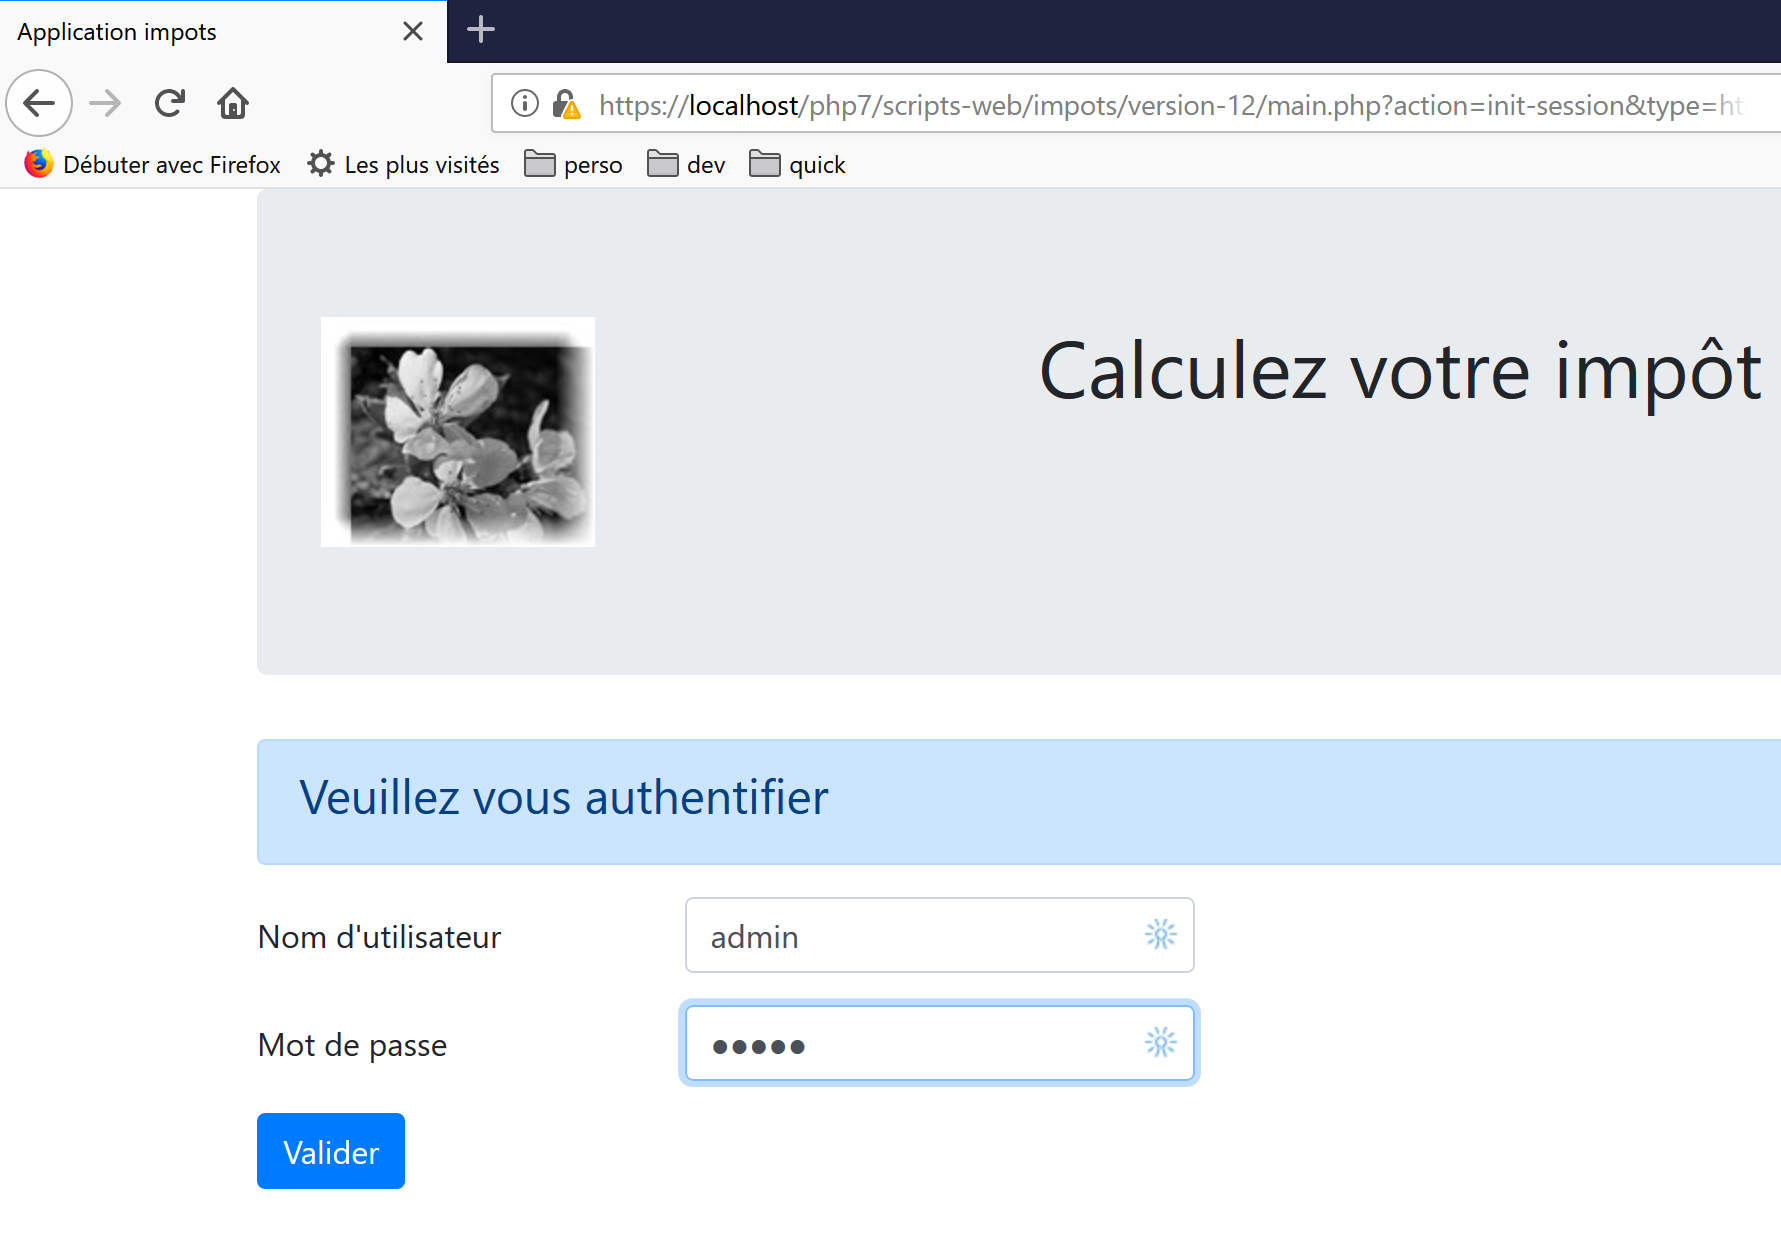 Application impots
https://localhost/php7/scripts-web/impots/version-12/main.php?action=init-session&type=ht
Débuter avec Firefox Les plus visités perso dev quick
Calculez votre impôt
Veuillez vous authentifier
Nom d'utilisateur admin
Mot de passe •••••
Valider